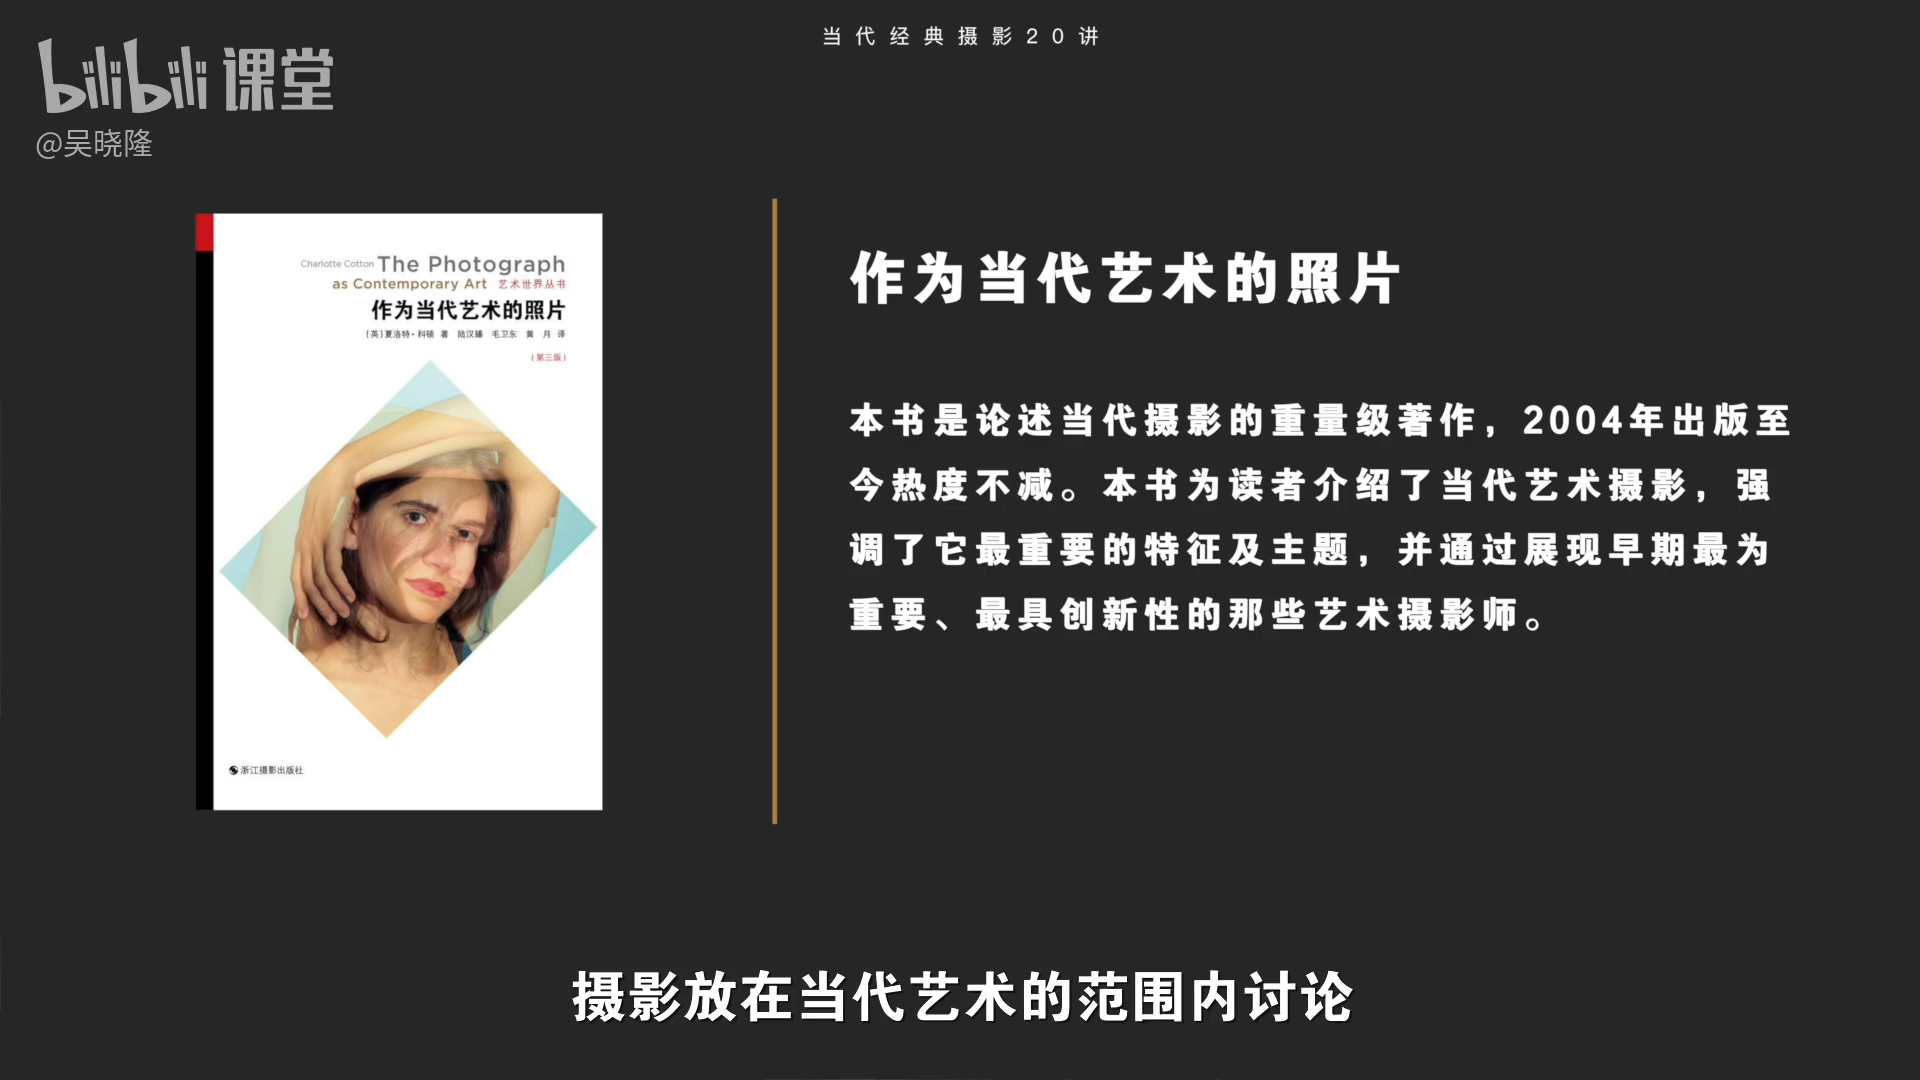 当代经典摄影20讲
bilibili 课堂
@吴晓隆
Charlotte Cotton The Photograph
as Contemporary Art 艺术世界丛书
作为当代艺术的照片
(英)夏洛特·科顿 著 陆汉臻 毛卫东 黄 月 译
(第三版)
浙江摄影出版社
作为当代艺术的照片
本书是论述当代摄影的重量级著作，2004年出版至
今热度不减。本书为读者介绍了当代艺术摄影，强
调了它最重要的特征及主题，并通过展现早期最为
重要、最具创新性的那些艺术摄影师。
摄影放在当代艺术的范围内讨论